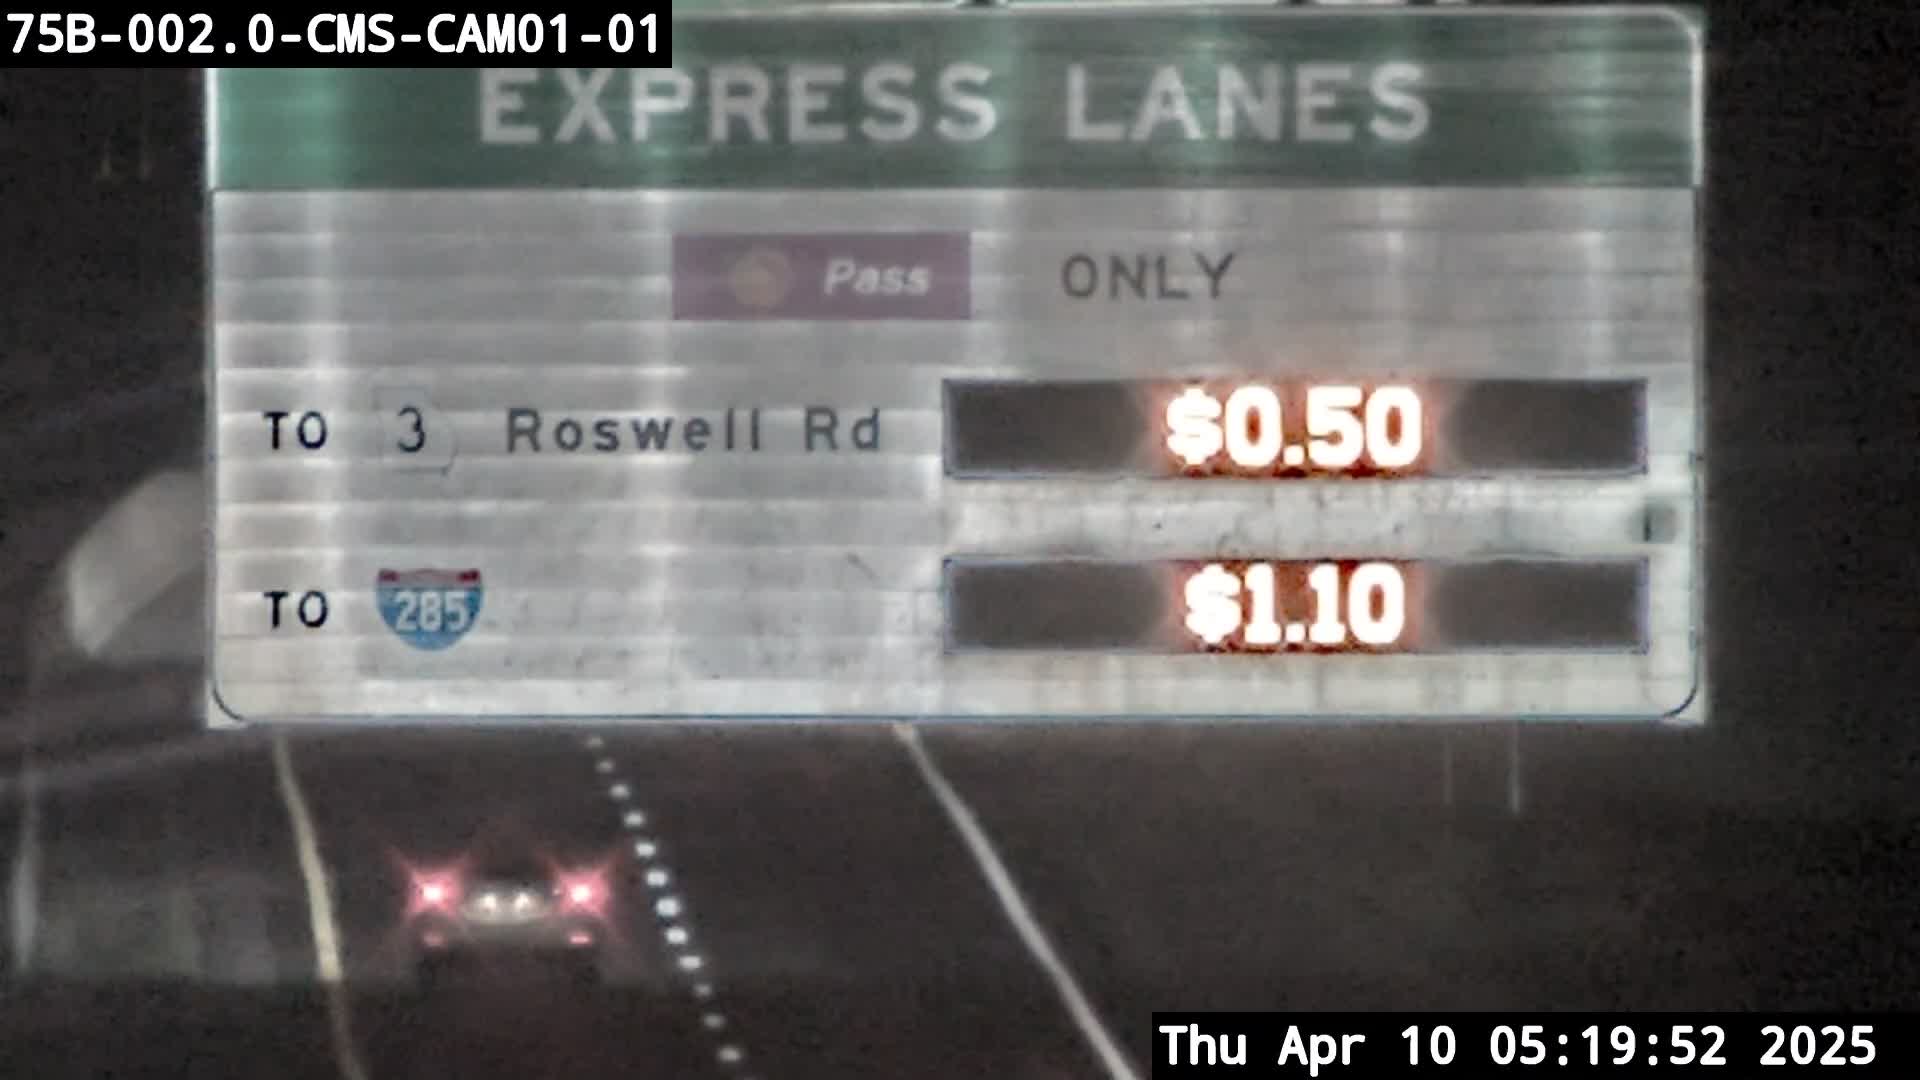 75B-002.0-CMS-CAM01-01
EXPRESS LANES
Pass ONLY
TO 3 Roswell Rd $0.50
TO 285 $1.10
Thu Apr 10 05:19:52 2025